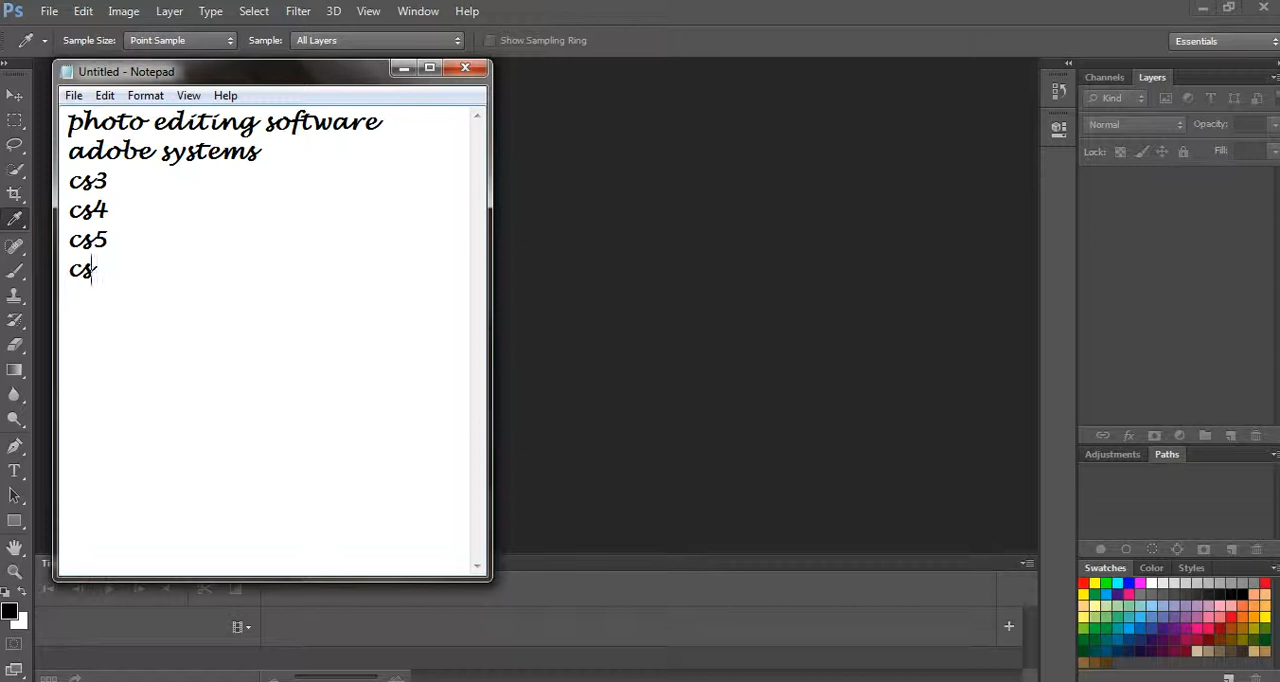 Ps File Edit Image Layer Type Select Filter 3D View Window Help
Sample Size: Point Sample Sample: All Layers Show Sampling Ring Essentials
Untitled - Notepad
File Edit Format View Help
photo editing software
adobe systems
cs3
cs4
cs5
cs
Channels Layers
Kind
Normal Opacity:
Lock: Fill:
Adjustments Paths
Swatches Color Styles